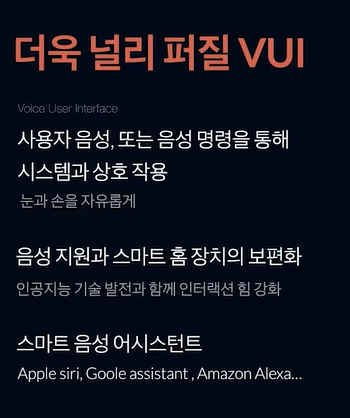 더욱 널리 퍼질 VUI
Voice User Interface
사용자 음성, 또는 음성 명령을 통해
시스템과 상호 작용
눈과 손을 자유롭게
음성 지원과 스마트 홈 장치의 보편화
인공지능 기술 발전과 함께 인터랙션 힘 강화
스마트 음성 어시스턴트
Apple siri, Goole assistant , Amazon Alexa...